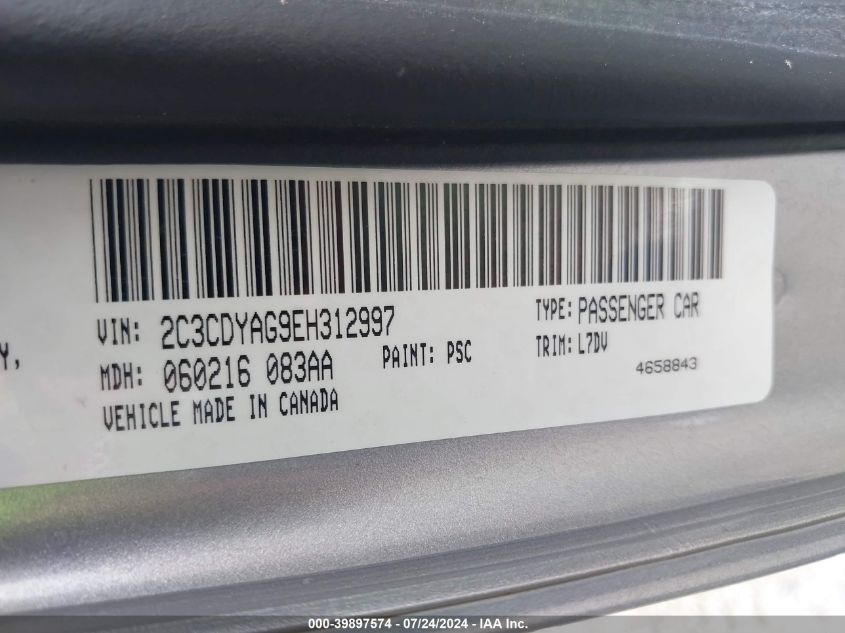 Y,
VIN: 2C3CDYAG9EH312997
TYPE: PASSENGER CAR
MDH: 060216 083AA
PAINT: PSC
TRIM: L7DV
VEHICLE MADE IN CANADA
4658843
000-39897574 / 07/24/2024 - IAA Inc.